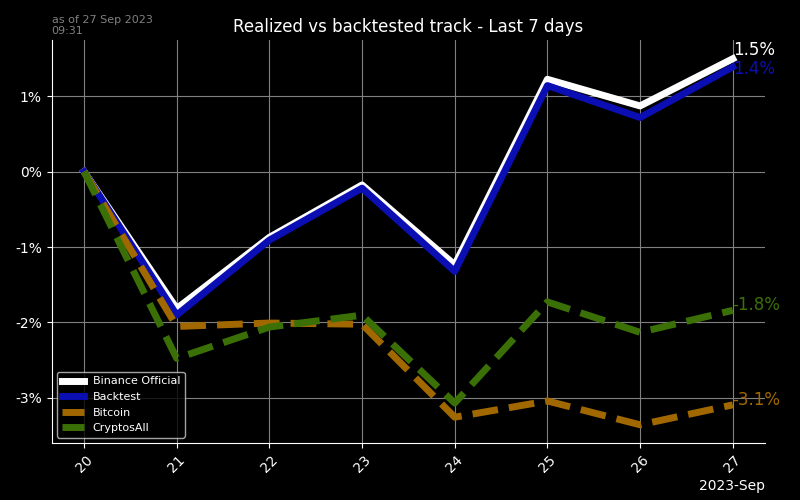 as of 27 Sep 2023
09:31
Realized vs backtested track - Last 7 days
1.5%
1.4%
1%
0%
-1%
-2%
-3%
-1.8%
-3.1%
Binance Official
Backtest
Bitcoin
CryptosAll
20 21 22 23 24 25 26 27
2023-Sep